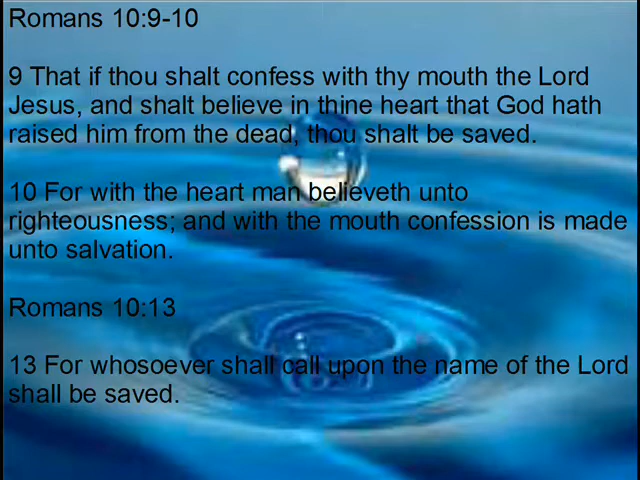 Romans 10:9-10
9 That if thou shalt confess with thy mouth the Lord
Jesus, and shalt believe in thine heart that God hath
raised him from the dead, thou shalt be saved.
10 For with the heart man believeth unto
righteousness; and with the mouth confession is made
unto salvation.
Romans 10:13
13 For whosoever shall call upon the name of the Lord
shall be saved.